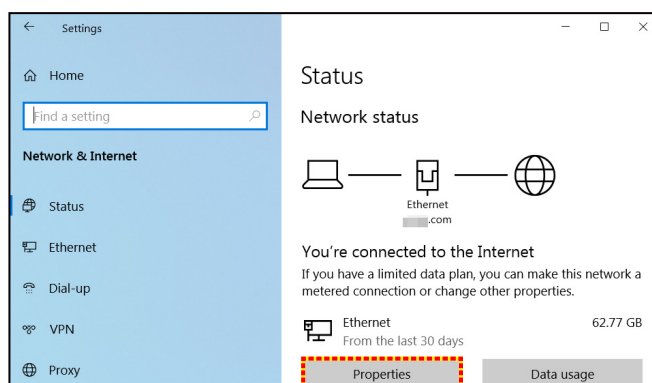 Settings
Home
Find a setting
Network & Internet
Status
Ethernet
Dial-up
VPN
Proxy
Status
Network status
Ethernet
.com
You're connected to the Internet
If you have a limited data plan, you can make this network a
metered connection or change other properties.
Ethernet 62.77 GB
From the last 30 days
Properties Data usage